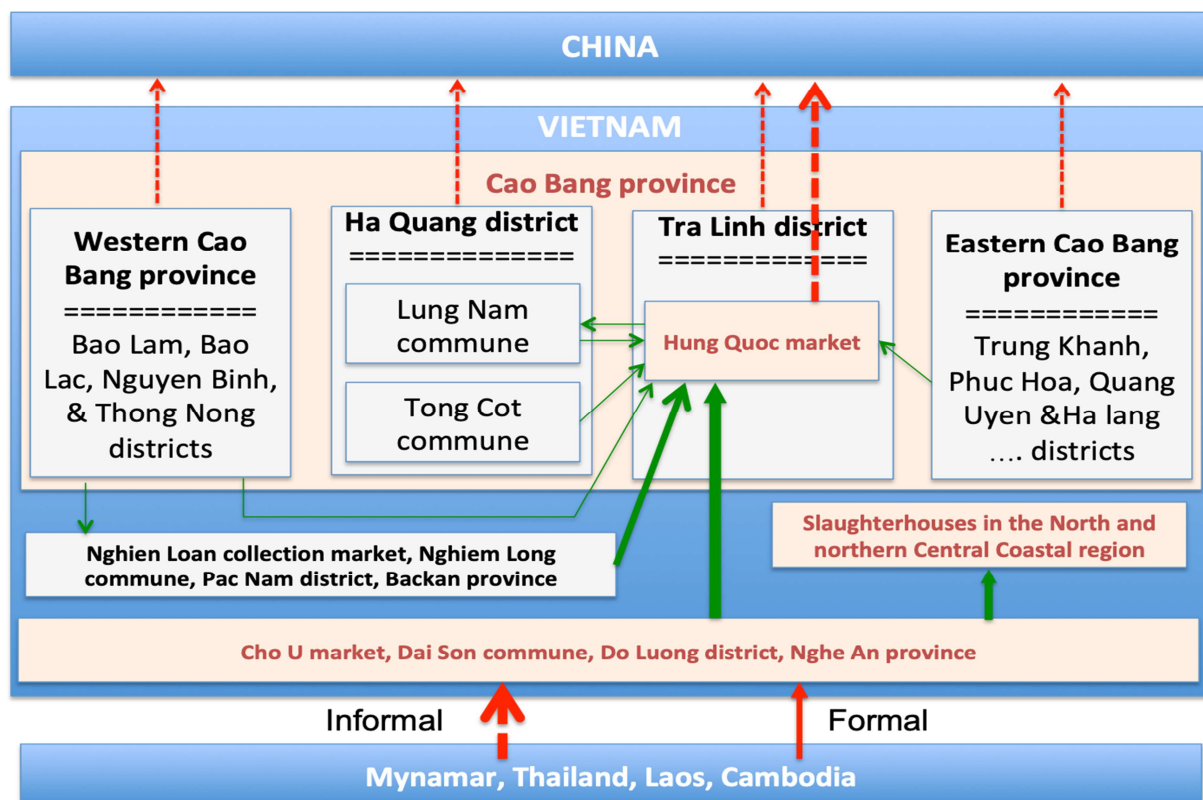 CHINA
VIETNAM
Cao Bang province
Western Cao
Bang province
============
Bao Lam, Bao
Lac, Nguyen Binh,
& Thong Nong
districts
Ha Quang district
==============
Lung Nam
commune
Tong Cot
commune
Tra Linh district
=============
Hung Quoc market
Eastern Cao Bang
province
============
Trung Khanh,
Phuc Hoa, Quang
Uyen &Ha lang
.... districts
Nghien Loan collection market, Nghiem Long
commune, Pac Nam district, Backan province
Slaughterhouses in the North and
northern Central Coastal region
Cho U market, Dai Son commune, Do Luong district, Nghe An province
Informal
Formal
Mynamar, Thailand, Laos, Cambodia